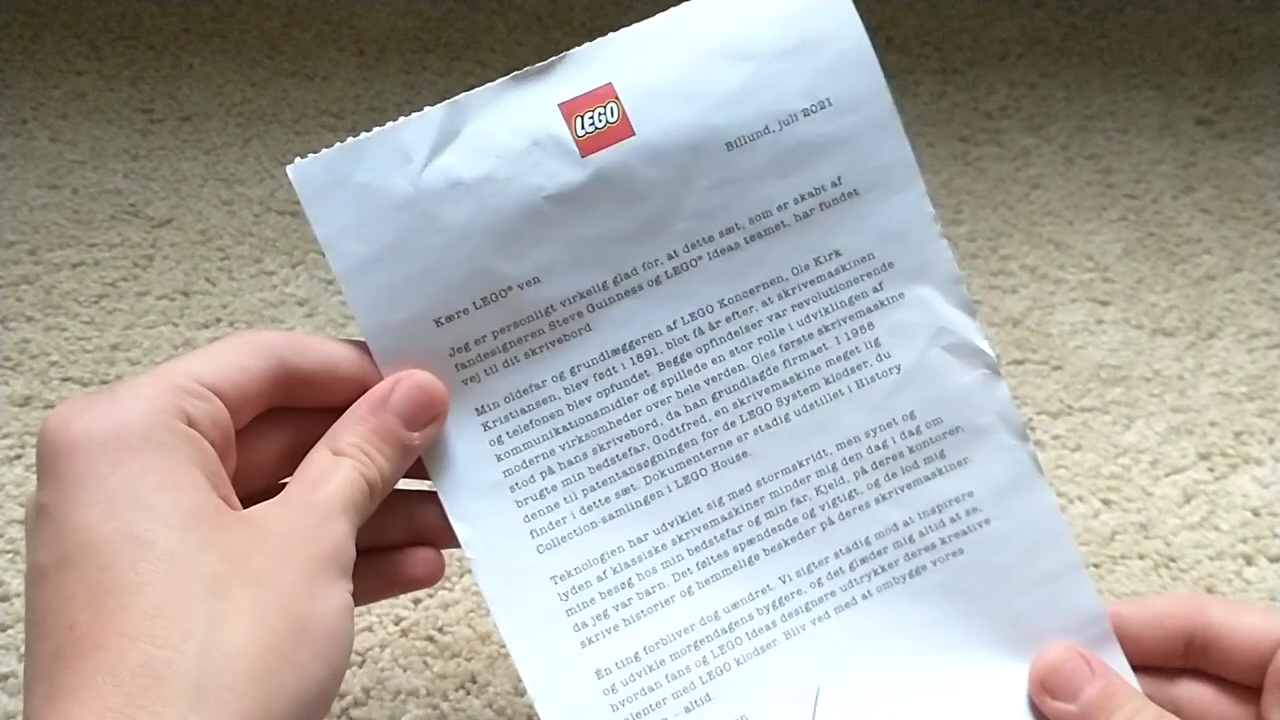 LEGO
Billund, juli 2021
Kære LEGO® ven
Jeg er personligt virkelig glad for, at dette sæt, som er skabt af
fandesigneren Steve Guinness og LEGO® Ideas teamet, har fundet
vej til dit skrivebord
Min oldefar og grundlæggeren af LEGO Koncernen, Ole Kirk
Kristiansen, blev født i 1891, blot få år efter, at skrivemaskinen
og telefonen blev opfundet. Begge opfindelser var revolutionerende
kommunikationsmidler og spillede en stor rolle i udviklingen af
moderne virksomheder over hele verden. Oles første skrivemaskine
stod på hans skrivebord, da han grundlagde firmaet. I 1958
brugte min bedstefar, Godtfred, en skrivemaskine meget lig
denne til patentansøgningen for de LEGO System klodser, du
finder i dette sæt. Dokumenterne er stadig udstillet i History
Collection-samlingen i LEGO House.
Teknologien har udviklet sig med stormskridt, men synet og
lyden af klassiske skrivemaskiner minder mig den dag i dag om
mine besøg hos min bedstefar og min far, Kjeld, på deres kontorer,
da jeg var barn. Det føltes spændende og vigtigt, og de lod mig
skrive historier og hemmelige beskeder på deres skrivemaskiner.
Én ting forbliver dog uændret. Vi sigter stadig mod at inspirere
og udvikle morgendagens byggere, og det glæder mig altid at se,
hvordan fans og LEGO Ideas designere udtrykker deres kreative
talenter med LEGO klodser. Bliv ved med at ombygge vores
– altid.